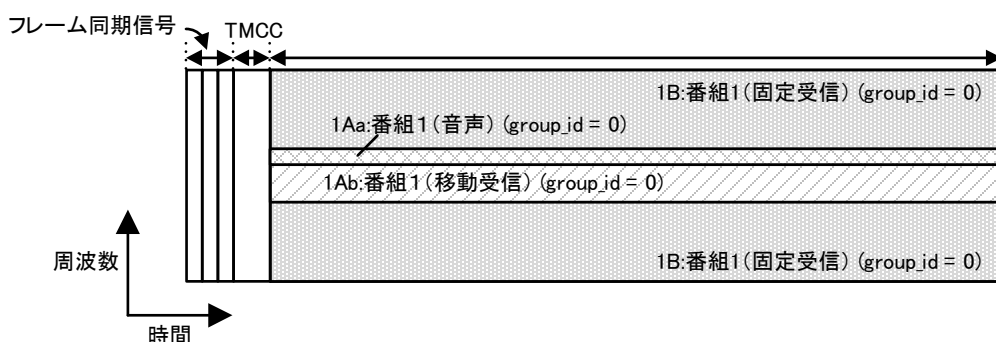 フレーム同期信号
TMCC
1B:番組1(固定受信) (group_id = 0)
1Aa:番組1(音声) (group_id = 0)
1Ab:番組1(移動受信) (group_id = 0)
1B:番組1(固定受信) (group_id = 0)
周波数
時間